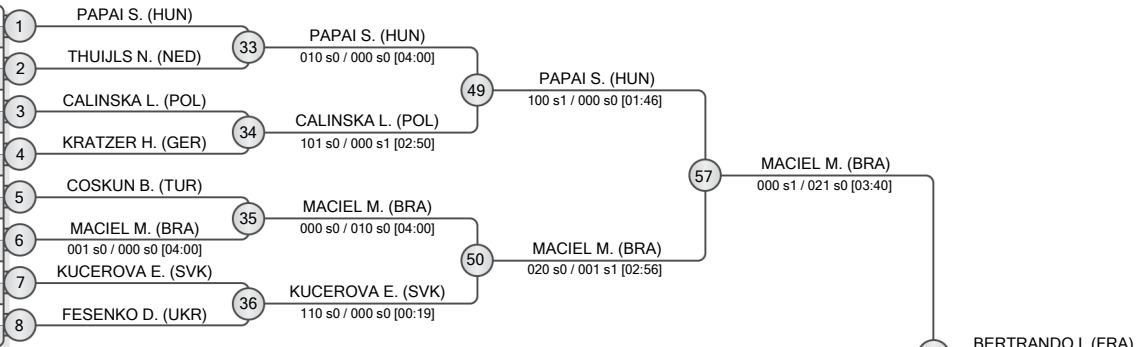 1
PAPAI S. (HUN)
2
THUIJLS N. (NED)
33
PAPAI S. (HUN)
010 s0 / 000 s0 [04:00]
3
CALINSKA L. (POL)
4
KRATZER H. (GER)
34
CALINSKA L. (POL)
101 s0 / 000 s1 [02:50]
49
PAPAI S. (HUN)
100 s1 / 000 s0 [01:46]
5
COSKUN B. (TUR)
6
MACIEL M. (BRA)
001 s0 / 000 s0 [04:00]
35
MACIEL M. (BRA)
000 s0 / 010 s0 [04:00]
7
KUCEROVA E. (SVK)
8
FESENKO D. (UKR)
36
KUCEROVA E. (SVK)
110 s0 / 000 s0 [00:19]
50
MACIEL M. (BRA)
020 s0 / 001 s1 [02:56]
57
MACIEL M. (BRA)
000 s1 / 021 s0 [03:40]
BERTRANDO I. (FRA)